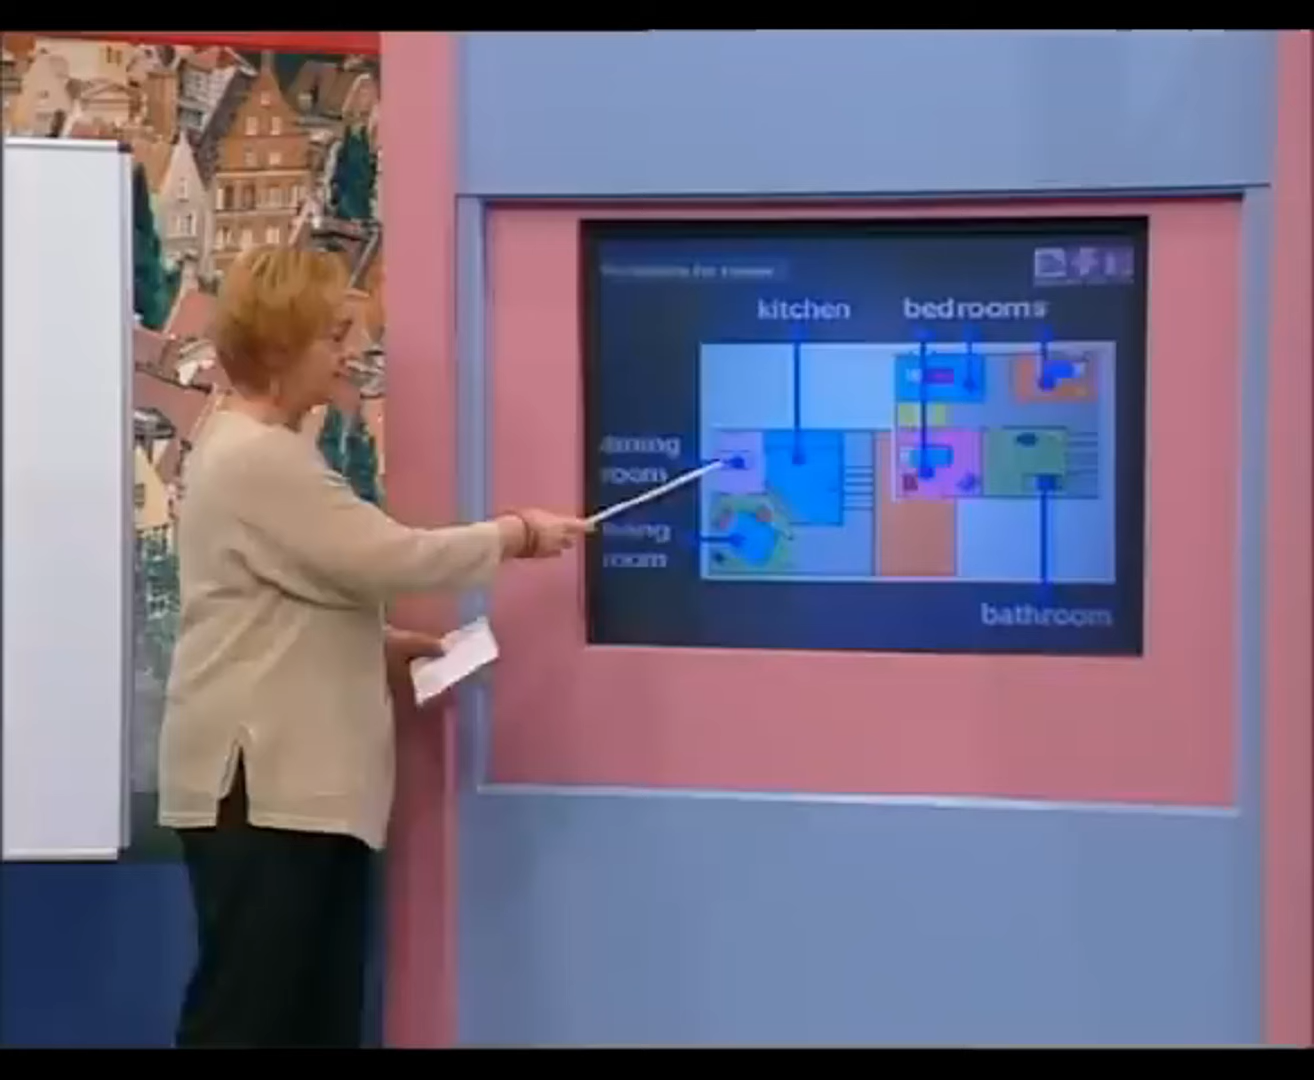 kitchen
bedrooms
dining
room
living
room
bathroom